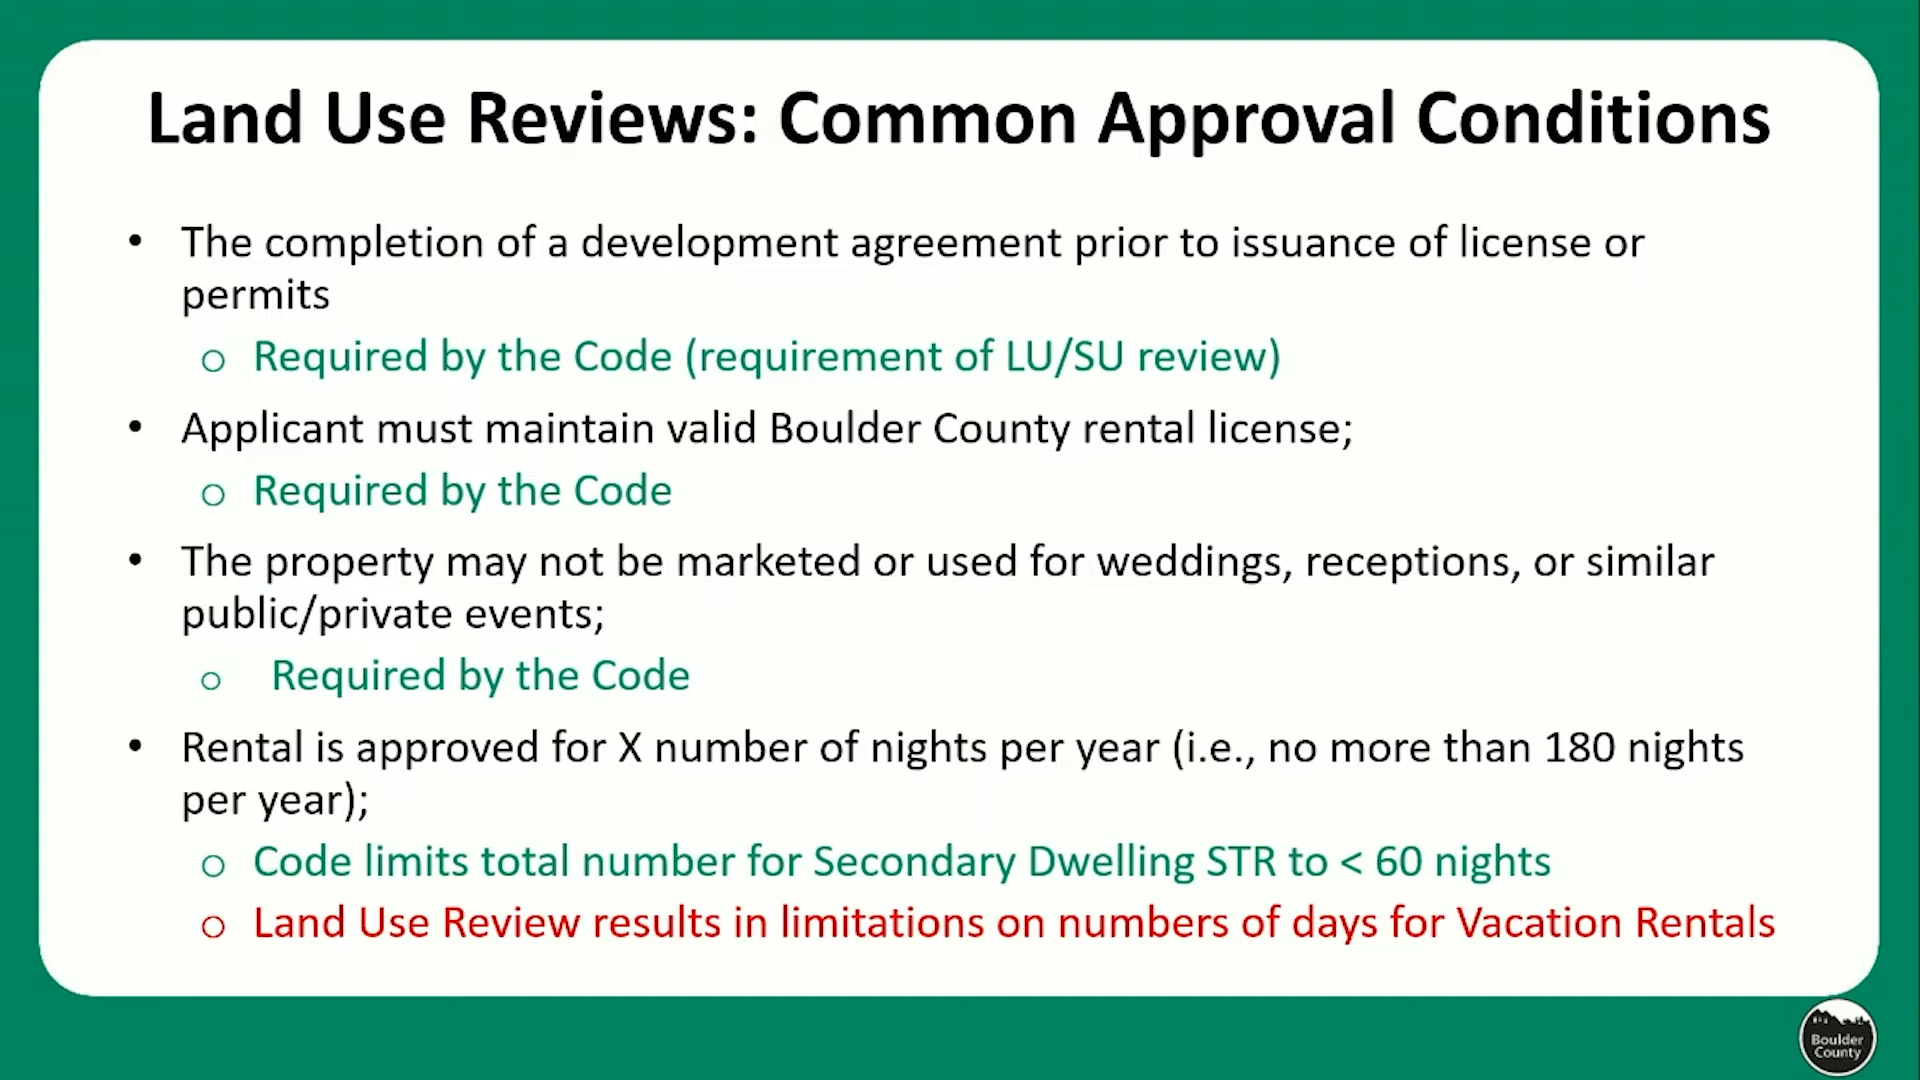 Land Use Reviews: Common Approval Conditions
• The completion of a development agreement prior to issuance of license or
permits
o Required by the Code (requirement of LU/SU review)
• Applicant must maintain valid Boulder County rental license;
o Required by the Code
• The property may not be marketed or used for weddings, receptions, or similar
public/private events;
o Required by the Code
• Rental is approved for X number of nights per year (i.e., no more than 180 nights
per year);
o Code limits total number for Secondary Dwelling STR to < 60 nights
o Land Use Review results in limitations on numbers of days for Vacation Rentals
Boulder
County